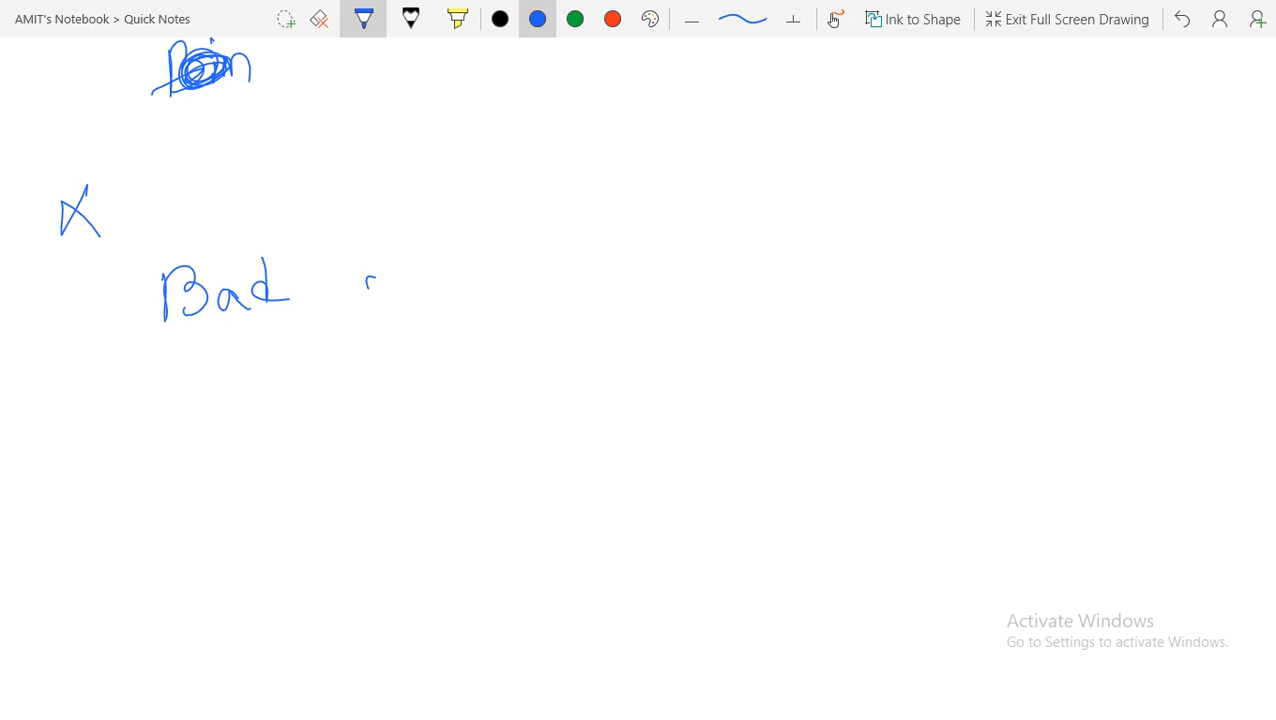 AMIT's Notebook > Quick Notes
Ink to Shape
Exit Full Screen Drawing
Bad
Activate Windows
Go to Settings to activate Windows.